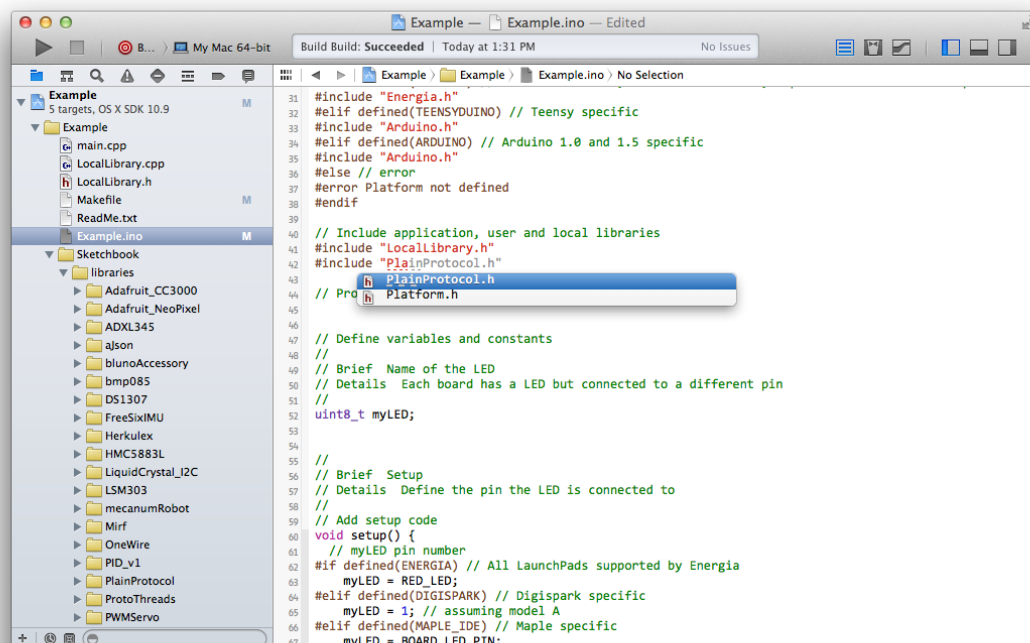 Example — Example.ino — Edited
B... My Mac 64-bit
Build Build: Succeeded | Today at 1:31 PM
No Issues
Example
5 targets, OS X SDK 10.9
M
Example
main.cpp
LocalLibrary.cpp
LocalLibrary.h
Makefile
M
ReadMe.txt
Example.ino
M
Sketchbook
libraries
Adafruit_CC3000
Adafruit_NeoPixel
ADXL345
aJson
blunoAccessory
bmp085
DS1307
FreeSixIMU
Herkulex
HMC5883L
LiquidCrystal_I2C
LSM303
mecanumRobot
Mirf
OneWire
PID_v1
PlainProtocol
ProtoThreads
PWMServo
Example Example Example.ino No Selection
31 #include "Energia.h"
32 #elif defined(TEENSYDUINO) // Teensy specific
33 #include "Arduino.h"
34 #elif defined(ARDUINO) // Arduino 1.0 and 1.5 specific
35 #include "Arduino.h"
36 #else // error
37 #error Platform not defined
38 #endif
39
40 // Include application, user and local libraries
41 #include "LocalLibrary.h"
42 #include "PlainProtocol.h"
43
h PlainProtocol.h
44 // Pro
h Platform.h
45
46
47 // Define variables and constants
48 //
49 // Brief Name of the LED
50 // Details Each board has a LED but connected to a different pin
51 //
52 uint8_t myLED;
53
54
55 //
56 // Brief Setup
57 // Details Define the pin the LED is connected to
58 //
59 // Add setup code
60 void setup() {
61 // myLED pin number
62 #if defined(ENERGIA) // All LaunchPads supported by Energia
63 myLED = RED_LED;
64 #elif defined(DIGISPARK) // Digispark specific
65 myLED = 1; // assuming model A
66 #elif defined(MAPLE_IDE) // Maple specific
67 myLED = BOARD_LED_PIN;